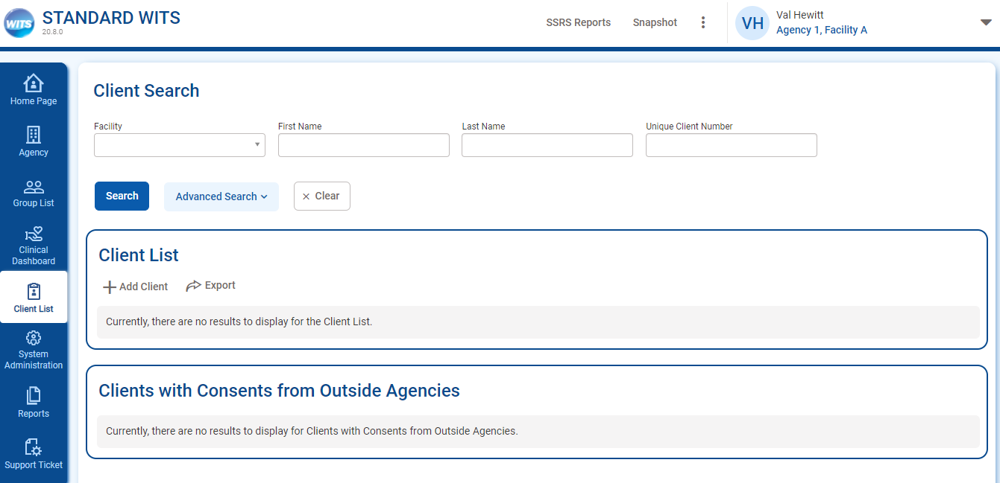 WITS
STANDARD WITS
20.8.0
SSRS Reports
Snapshot
VH
Val Hewitt
Agency 1, Facility A
Home Page
Agency
Group List
Clinical
Dashboard
Client List
System
Administration
Reports
Support Ticket
Client Search
Facility
First Name
Last Name
Unique Client Number
Search
Advanced Search
Clear
Client List
Add Client
Export
Currently, there are no results to display for the Client List.
Clients with Consents from Outside Agencies
Currently, there are no results to display for Clients with Consents from Outside Agencies.